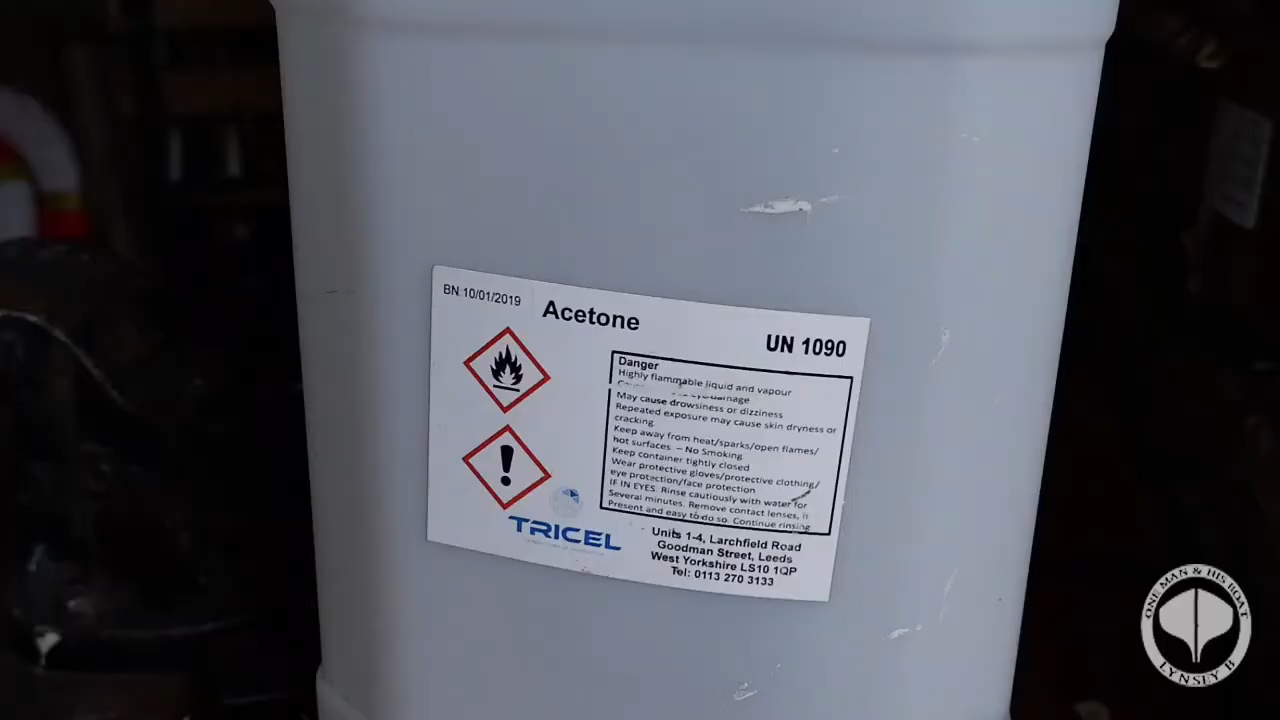 BN 10/01/2019
Acetone
UN 1090
Danger
Highly flammable liquid and vapour
eye damage
May cause drowsiness or dizziness
Repeated exposure may cause skin dryness or
cracking.
Keep away from heat/sparks/open flames/
hot surfaces. – No Smoking
Keep container tightly closed
Wear protective gloves/protective clothing/
eye protection/face protection
IF IN EYES. Rinse cautiously with water for
Several minutes. Remove contact lenses, if
Present and easy to do so. Continue rinsing
TRICEL
Units 1-4, Larchfield Road
Goodman Street, Leeds
West Yorkshire LS10 1QP
Tel: 0113 270 3133
ONE MAN & HIS BOAT
LYNSEY B